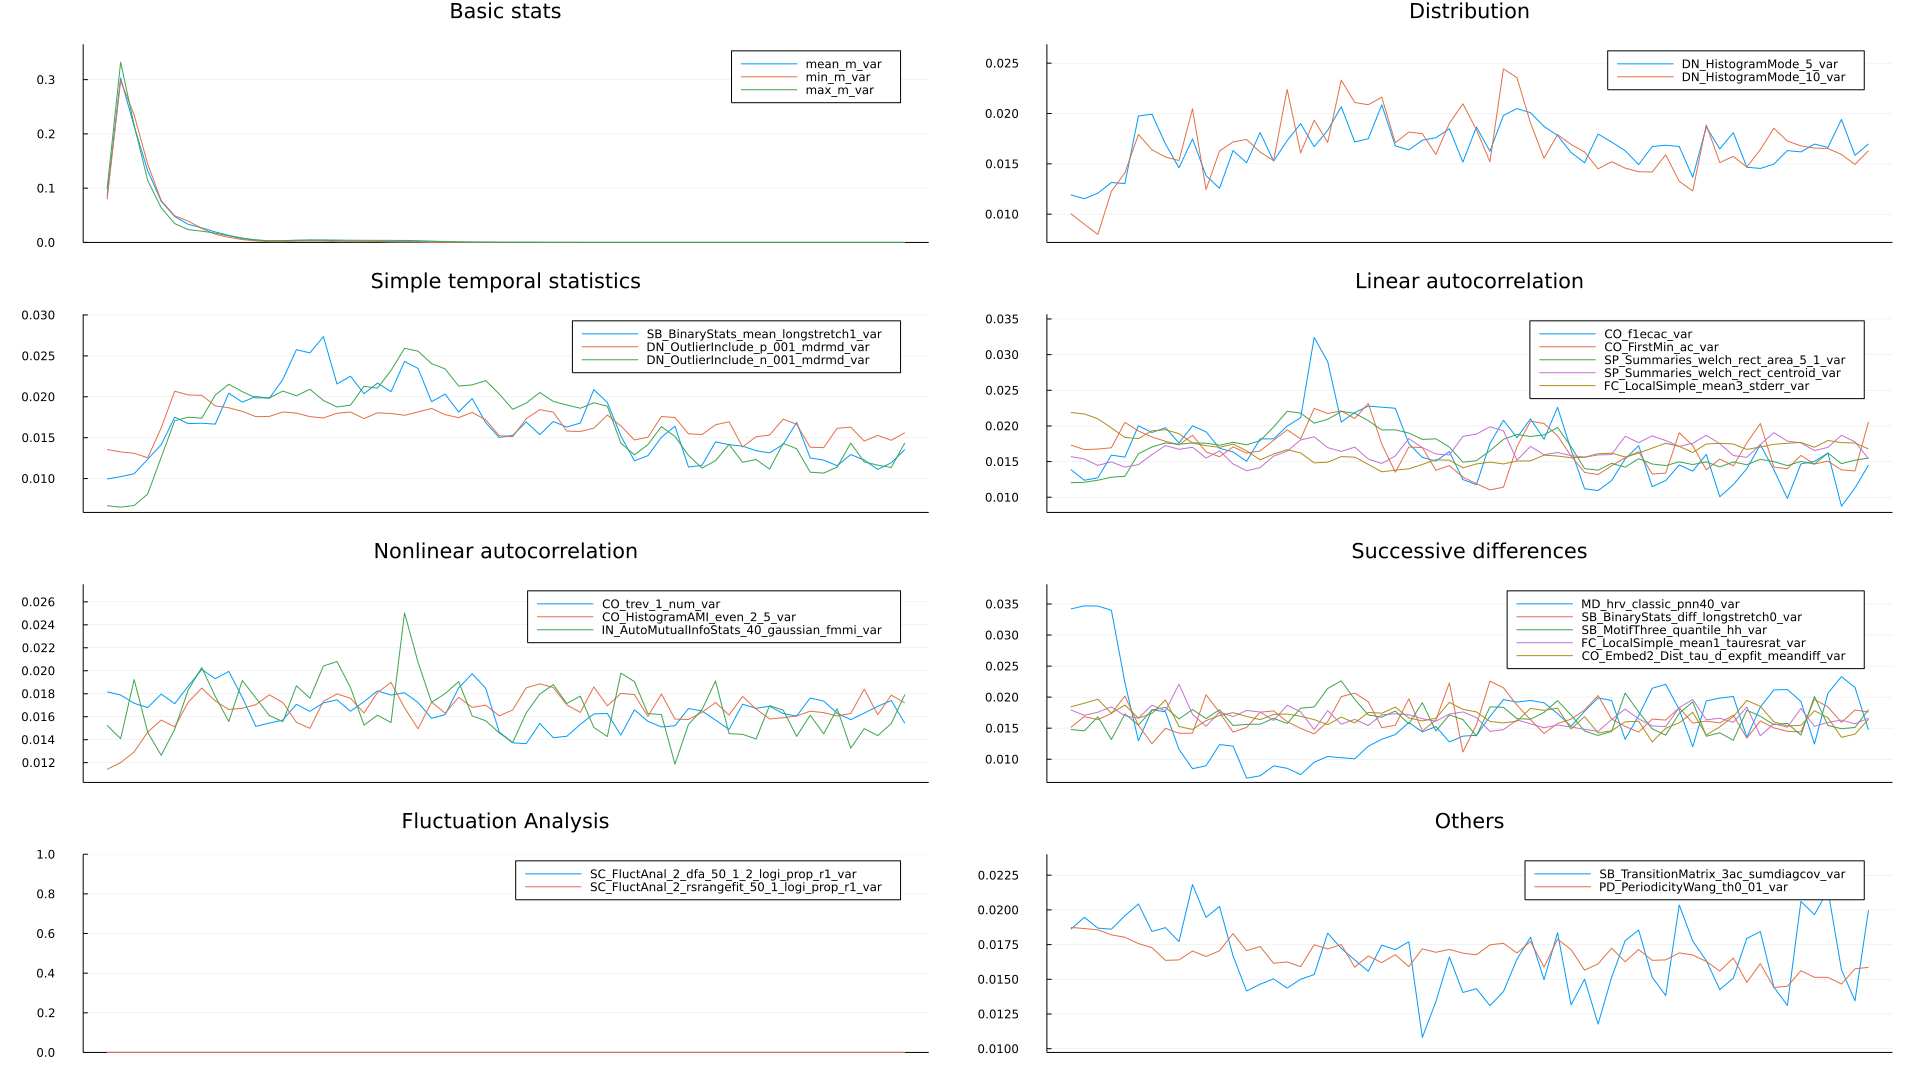 Basic stats
0.3
0.2
0.1
0.0
mean_m_var
min_m_var
max_m_var
Distribution
0.025
0.020
0.015
0.010
DN_HistogramMode_5_var
DN_HistogramMode_10_var
Simple temporal statistics
0.030
0.025
0.020
0.015
0.010
SB_BinaryStats_mean_longstretch1_var
DN_OutlierInclude_p_001_mdrmd_var
DN_OutlierInclude_n_001_mdrmd_var
Linear autocorrelation
0.035
0.030
0.025
0.020
0.015
0.010
CO_f1ecac_var
CO_FirstMin_ac_var
SP_Summaries_welch_rect_area_5_1_var
SP_Summaries_welch_rect_centroid_var
FC_LocalSimple_mean3_stderr_var
Nonlinear autocorrelation
0.026
0.024
0.022
0.020
0.018
0.016
0.014
0.012
CO_trev_1_num_var
CO_HistogramAMI_even_2_5_var
IN_AutoMutualInfoStats_40_gaussian_fmmi_var
Successive differences
0.035
0.030
0.025
0.020
0.015
0.010
MD_hrv_classic_pnn40_var
SB_BinaryStats_diff_longstretch0_var
SB_MotifThree_quantile_hh_var
FC_LocalSimple_mean1_tauresrat_var
CO_Embed2_Dist_tau_d_expfit_meandiff_var
Fluctuation Analysis
1.0
0.8
0.6
0.4
0.2
0.0
SC_FluctAnal_2_dfa_50_1_2_logi_prop_r1_var
SC_FluctAnal_2_rsrangefit_50_1_logi_prop_r1_var
Others
0.0225
0.0200
0.0175
0.0150
0.0125
0.0100
SB_TransitionMatrix_3ac_sumdiagcov_var
PD_PeriodicityWang_th0_01_var